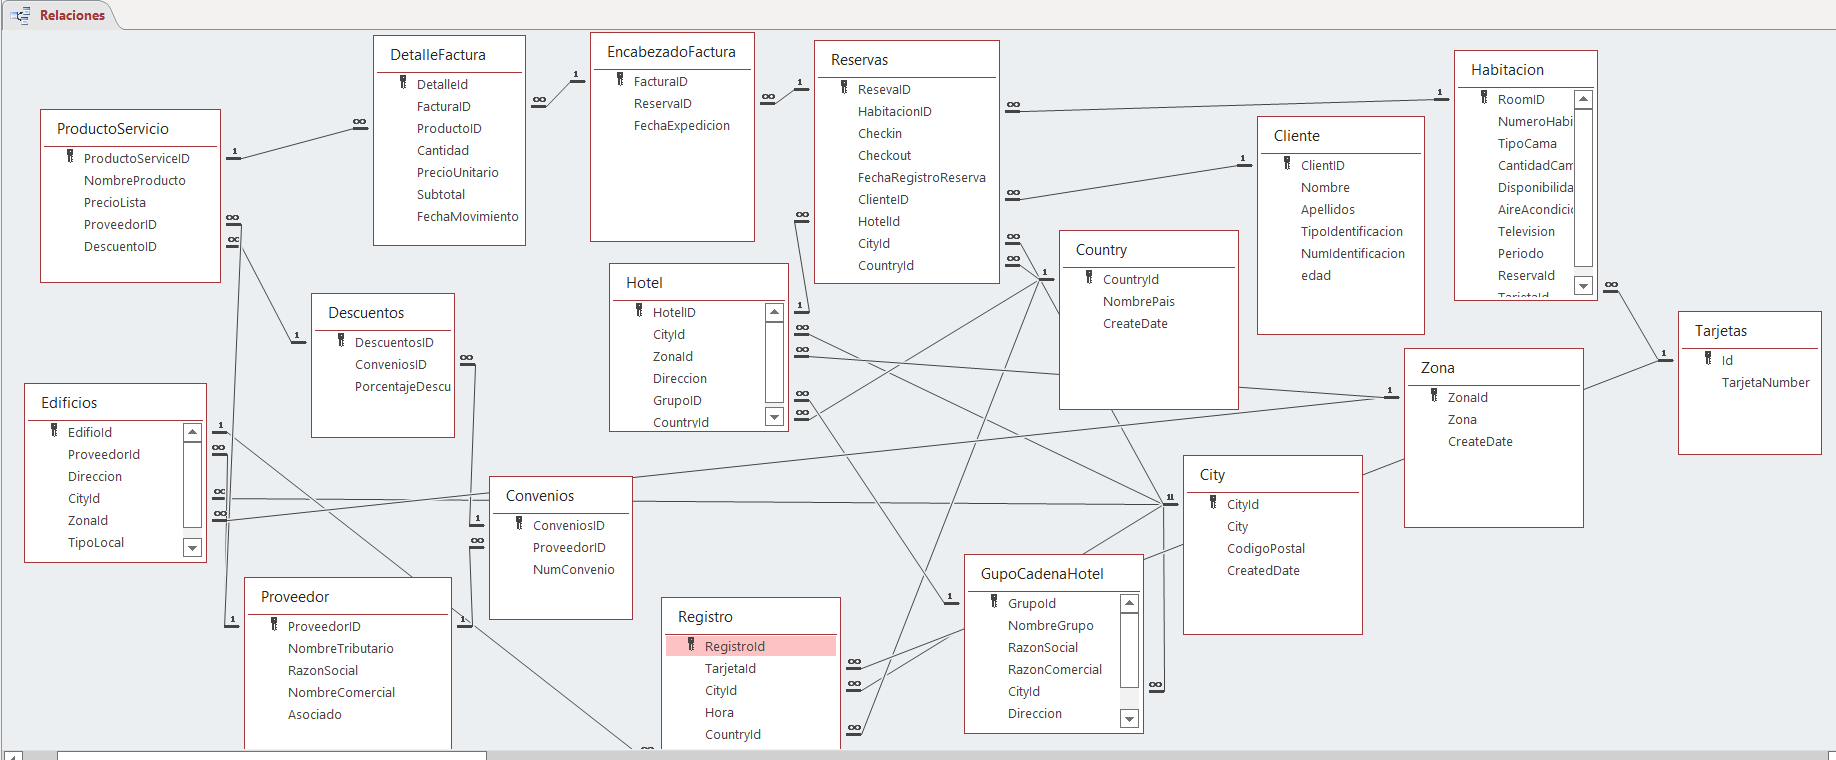 Relaciones
DetalleFactura
DetalleId
FacturaID
ProductoID
Cantidad
PrecioUnitario
Subtotal
FechaMovimiento
EncabezadoFactura
FacturaID
ReservaID
FechaExpedicion
Reservas
ResevaID
HabitacionID
Checkin
Checkout
FechaRegistroReserva
ClienteID
HotelId
CityId
CountryId
Habitacion
RoomID
NumeroHabi
TipoCama
CantidadCam
Disponibilida
AireAcondicic
Television
Periodo
ReservaId
TarjetaId
ProductoServicio
ProductoServiceID
NombreProducto
PrecioLista
ProveedorID
DescuentoID
Cliente
ClientID
Nombre
Apellidos
TipoIdentificacion
NumIdentificacion
edad
Country
CountryId
NombrePais
CreateDate
Hotel
HotelID
CityId
ZonaId
Direccion
GrupoID
CountryId
Descuentos
DescuentosID
ConveniosID
PorcentajeDescu
Tarjetas
Id
TarjetaNumber
Zona
ZonaId
Zona
CreateDate
Edificios
EdifioId
ProveedorId
Direccion
CityId
ZonaId
TipoLocal
City
CityId
City
CodigoPostal
CreatedDate
Convenios
ConveniosID
ProveedorID
NumConvenio
GupoCadenaHotel
GrupoId
NombreGrupo
RazonSocial
RazonComercial
CityId
Direccion
Proveedor
ProveedorID
NombreTributario
RazonSocial
NombreComercial
Asociado
Registro
RegistroId
TarjetaId
CityId
Hora
CountryId